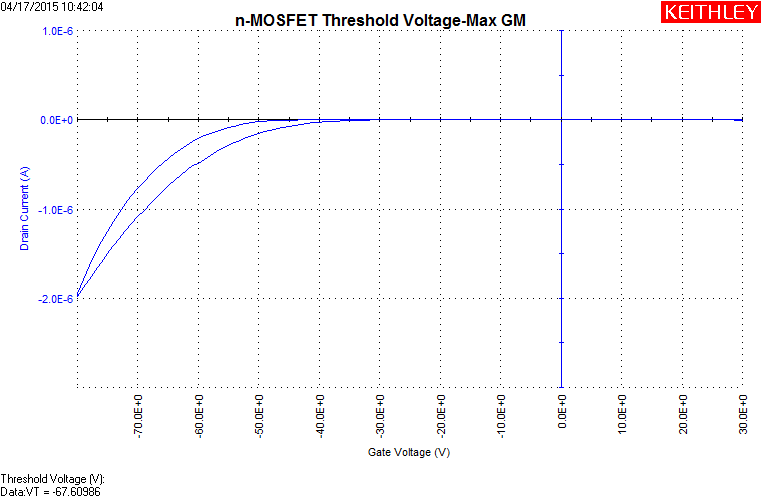 04/17/2015 10:42:04
n-MOSFET Threshold Voltage-Max GM
KEITHLEY
1.0E-6
0.0E+0
-1.0E-6
-2.0E-6
Drain Current (A)
-70.0E+0
-60.0E+0
-50.0E+0
-40.0E+0
-30.0E+0
-20.0E+0
-10.0E+0
0.0E+0
10.0E+0
20.0E+0
30.0E+0
Gate Voltage (V)
Threshold Voltage (V):
Data:VT = -67.60986